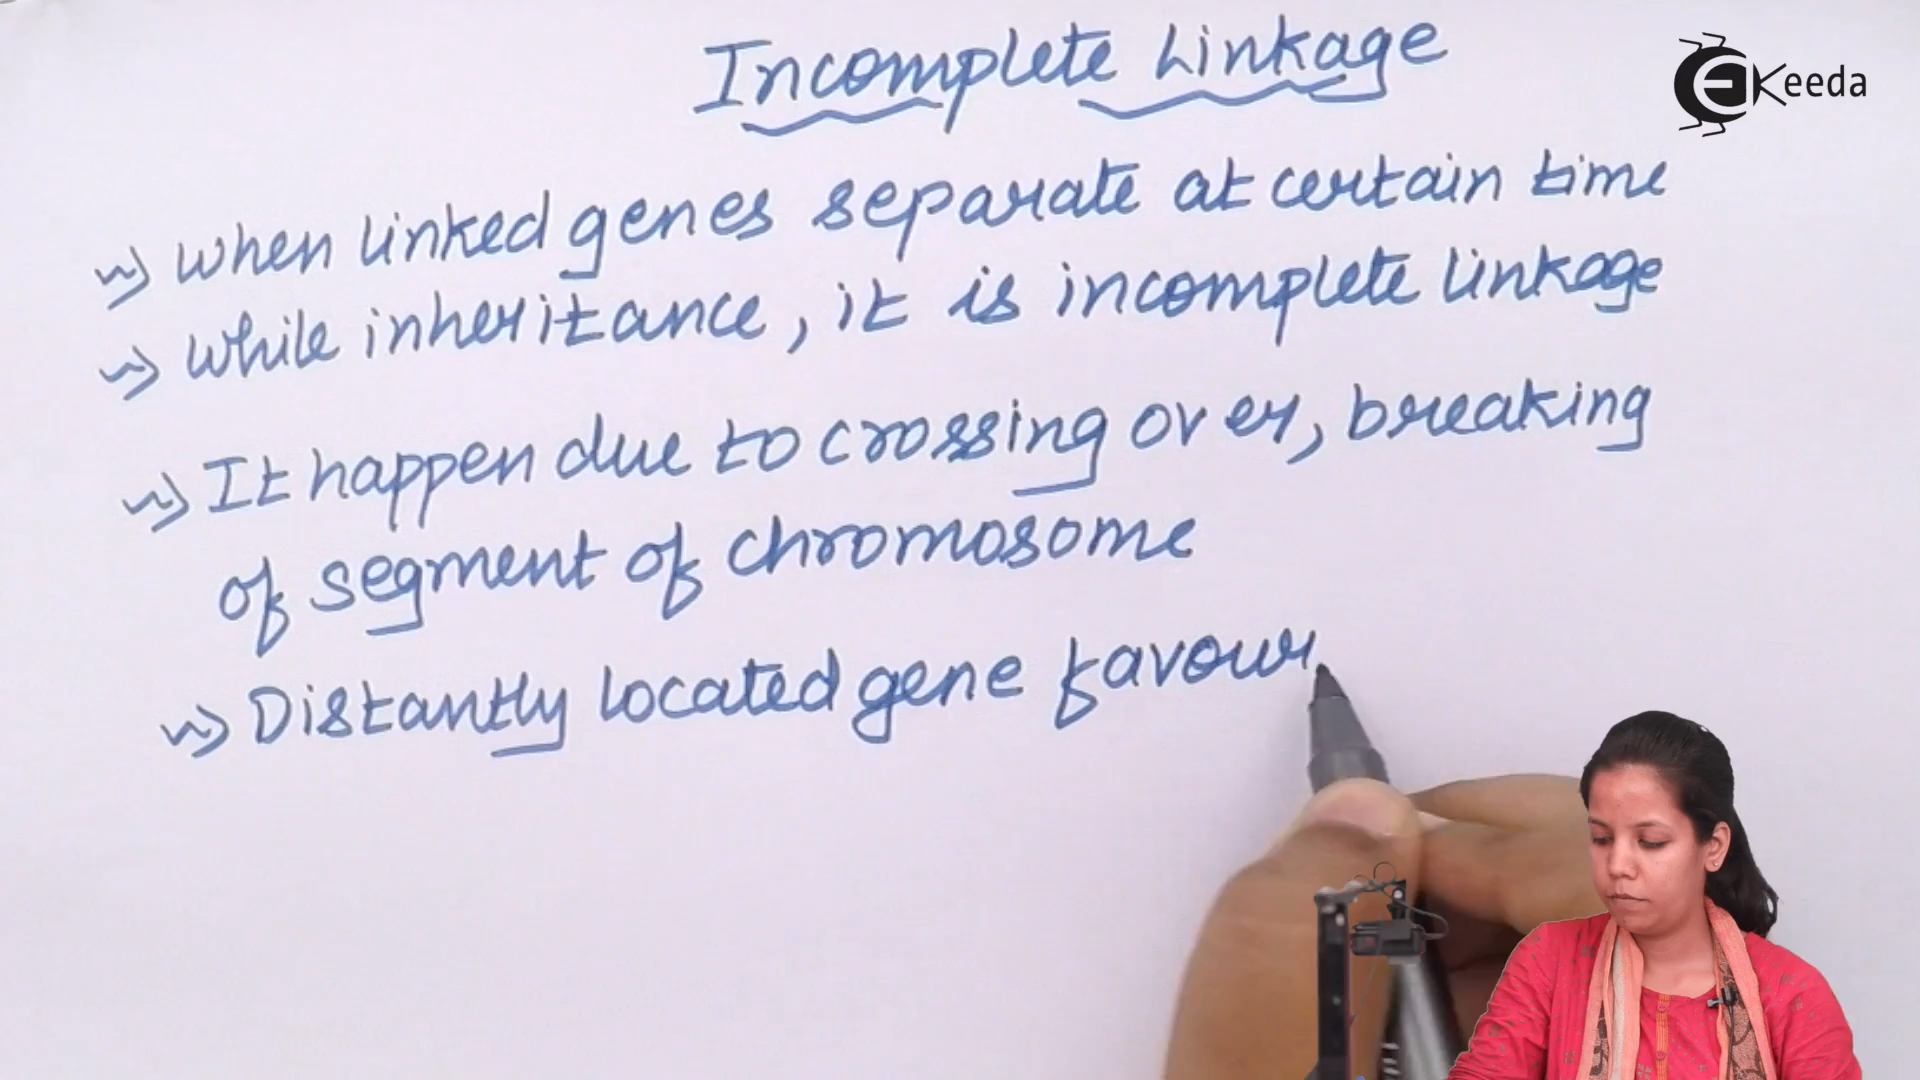 Incomplete Linkage
EKeeda
~> When linked genes separate at certain time
~> While inheritance, it is incomplete linkage
~> It happen due to crossing over, breaking
of segment of chromosome
~> Distantly located gene favour